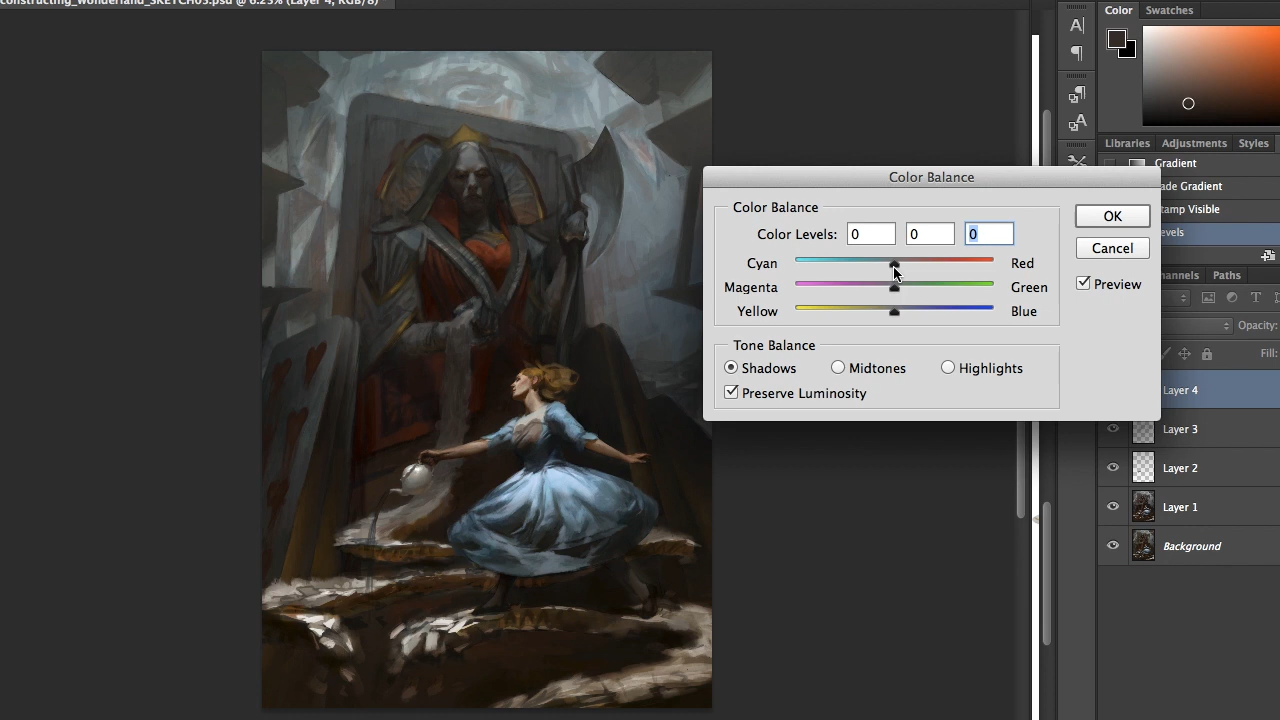 constructing_Wonderland_SKETCH05.psd @ 6.25% (Layer 4, RGB/8)
Color Swatches
A
Libraries Adjustments Styles
Gradient
ade Gradient
tamp Visible
evels
hannels Paths
T
Opacity:
Fill:
Layer 4
Layer 3
Layer 2
Layer 1
Background
Color Balance
Color Balance
Color Levels: 0 0 0
Cyan Red
Magenta Green
Yellow Blue
Tone Balance
Shadows Midtones Highlights
Preserve Luminosity
OK
Cancel
Preview